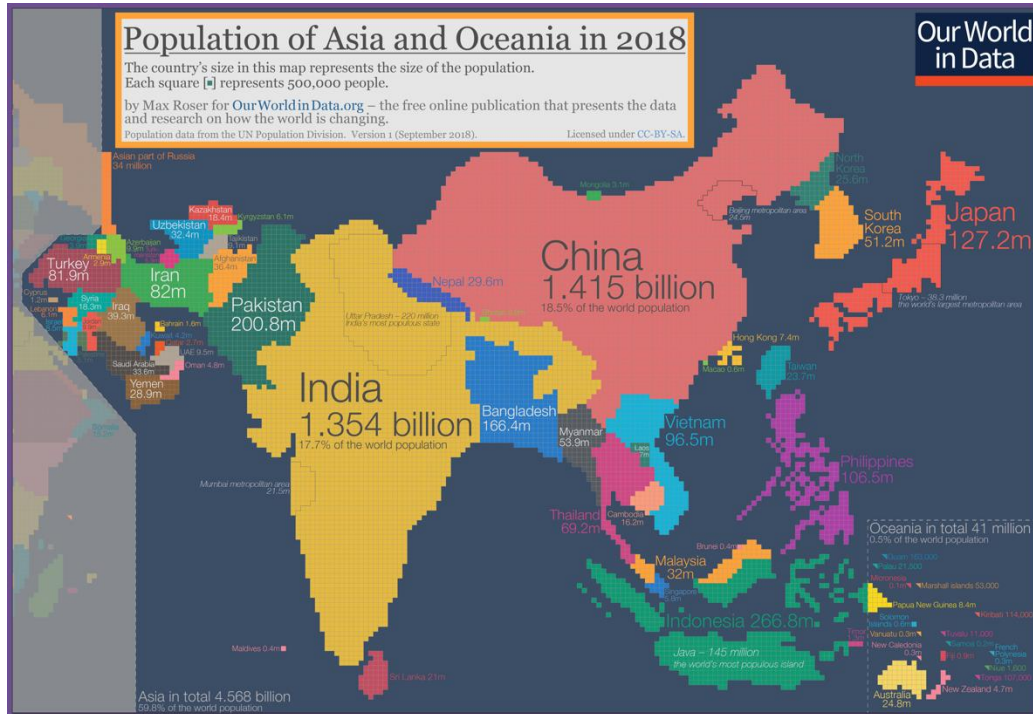 Population of Asia and Oceania in 2018
The country's size in this map represents the size of the population.
Each square [▪] represents 500,000 people.
by Max Roser for OurWorldinData.org – the free online publication that presents the data
and research on how the world is changing.
Population data from the UN Population Division. Version 1 (September 2018).
Licensed under CC-BY-SA.
Our World
in Data
Asian part of Russia
34 million
Kazakhstan
18.4m
Kyrgyzstan 6.1m
Uzbekistan
32.4m
Tajikistan
Azerbaijan
9.9m
Armenia
2.9m
Turkey
81.9m
Iran
82m
Afghanistan
36.4m
Pakistan
200.8m
Cyprus
1.2m
Syria
18.3m
Lebanon
6.1m
Iraq
39.3m
Bahrain 1.6m
Kuwait 4.2m
Qatar 2.7m
UAE 9.5m
Oman 4.8m
Saudi Arabia
33.6m
Yemen
28.9m
Somalia
Mongolia 3.1m
North
Korea
25.6m
Beijing metropolitan area
24.5m
South
Korea
51.2m
Japan
127.2m
Tokyo – 38.3 million
the world's largest metropolitan area
China
1.415 billion
18.5% of the world population
Nepal 29.6m
Uttar Pradesh – 220 million
India's most populous state
India
1.354 billion
17.7% of the world population
Mumbai metropolitan area
21.5m
Bangladesh
166.4m
Myanmar
53.9m
Hong Kong 7.4m
Macao 0.6m
Taiwan
23.7m
Vietnam
96.5m
Laos
7m
Philippines
106.5m
Cambodia
16.2m
Thailand
69.2m
Brunei 0.4m
Malaysia
32m
Singapore
5.8m
Indonesia 266.8m
Java – 145 million
the world's most populous island
Timor
Maldives 0.4m
Sri Lanka 21m
Asia in total 4.568 billion
59.8% of the world population
Oceania in total 41 million
0.5% of the world population
Guam
Palau 21,500
Micronesia
0.1m
Marshall islands 53,000
Papua New Guinea 8.4m
Solomon
Islands 0.6m
Kiribati 114,000
Vanuatu 0.3m
Tuvalu 11,000
New Caledonia
0.3m
Samoa 0.2m
French
Polynesia
0.3m
Fiji 0.9m
Niue 1,600
Tonga 107,000
Australia
24.8m
New Zealand 4.7m